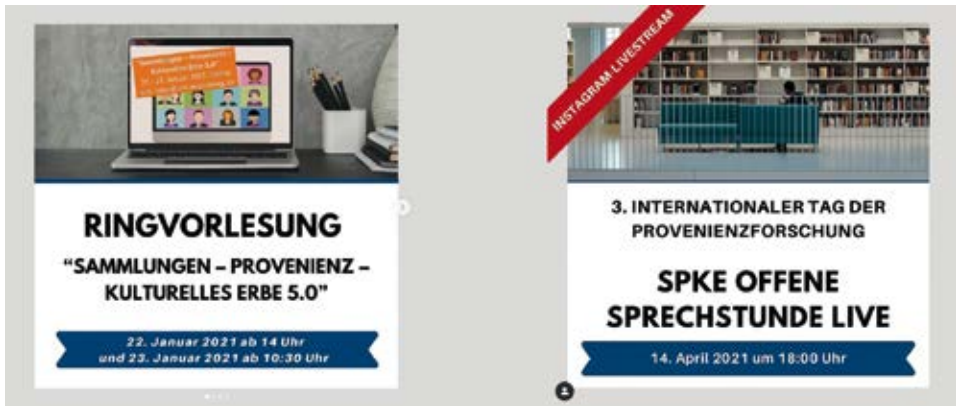 RINGVORLESUNG
“SAMMLUNGEN – PROVENIENZ –
KULTURELLES ERBE 5.0”
22. Januar 2021 ab 14 Uhr
und 23. Januar 2021 ab 10:30 Uhr
INSTAGRAM LIVESTREAM
3. INTERNATIONALER TAG DER
PROVENIENZFORSCHUNG
SPKE OFFENE
SPRECHSTUNDE LIVE
14. April 2021 um 18:00 Uhr